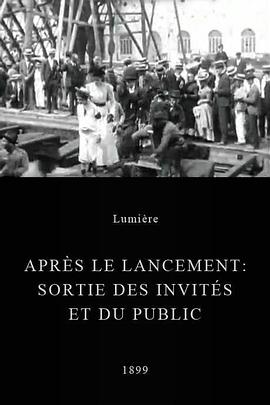 Lumière
APRÈS LE LANCEMENT:
SORTIE DES INVITÉS
ET DU PUBLIC
1899